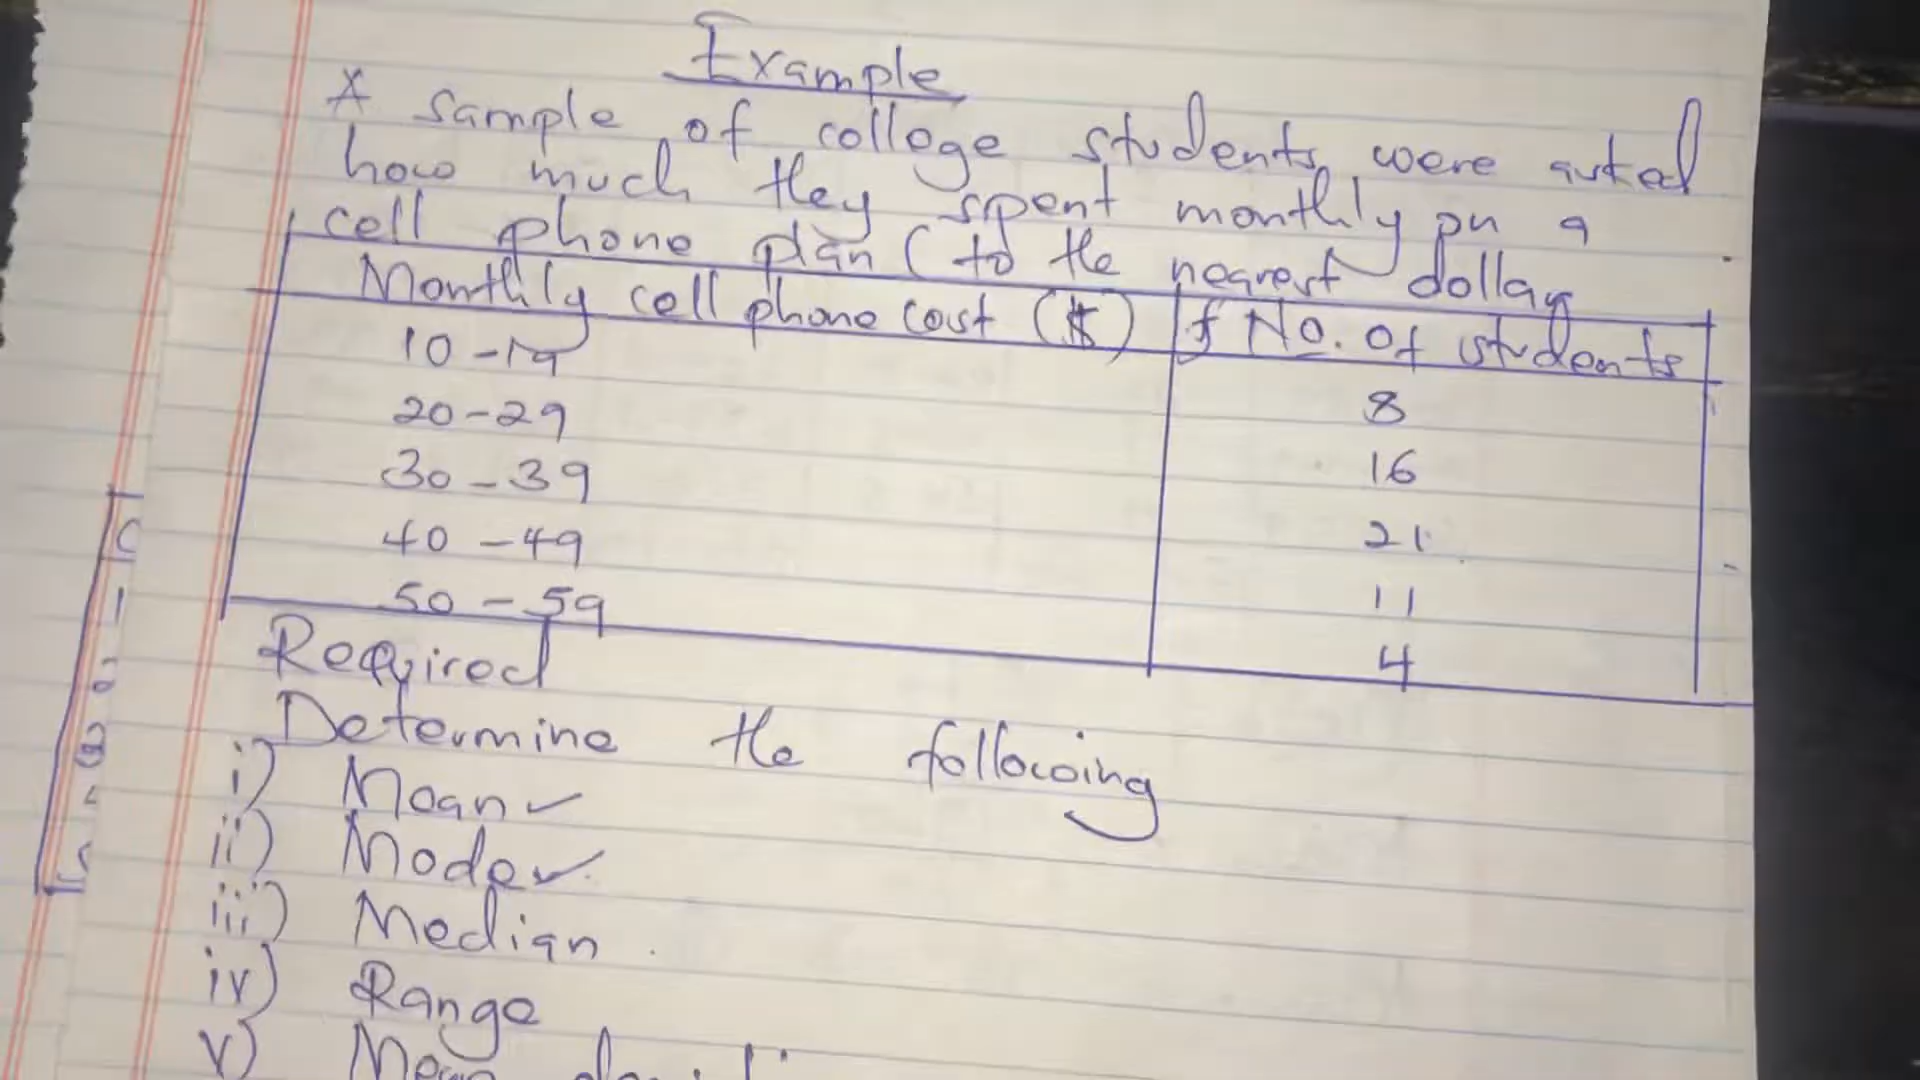 Example
A sample of college students were asked
how much they spent monthly on a
cell phone plan ( to the nearest dollar
Monthly cell phone cost ($) f No. Of students
10-19 8
20-29 16
30-39 21
40-49 11
50-59 4
Required
Determine the following
i) Mean ✓
ii) Mode ✓
iii) Median
iv) Range
v) Mean